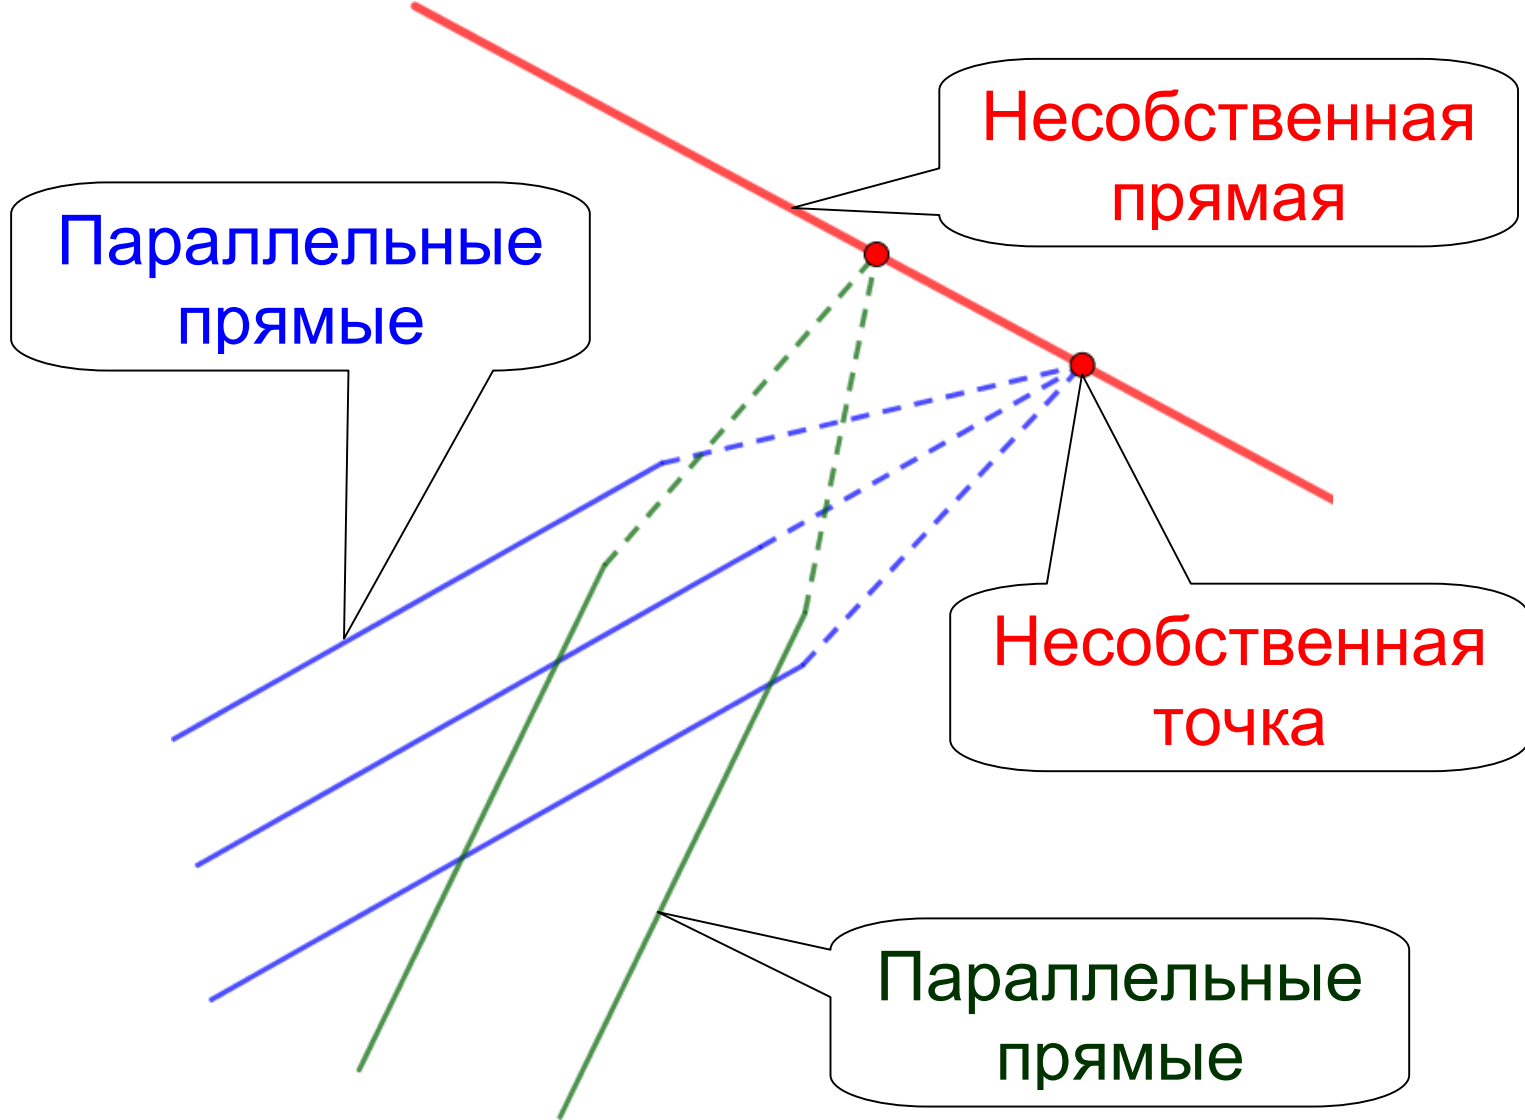 Несобственная
прямая
Параллельные
прямые
Несобственная
точка
Параллельные
прямые